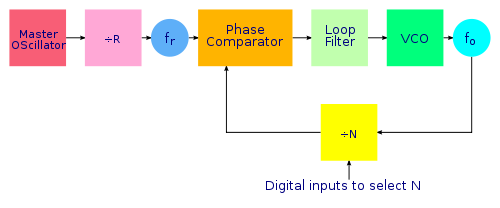 Master
OScillator
÷R
fr
Phase
Comparator
Loop
Filter
VCO
fo
÷N
Digital inputs to select N